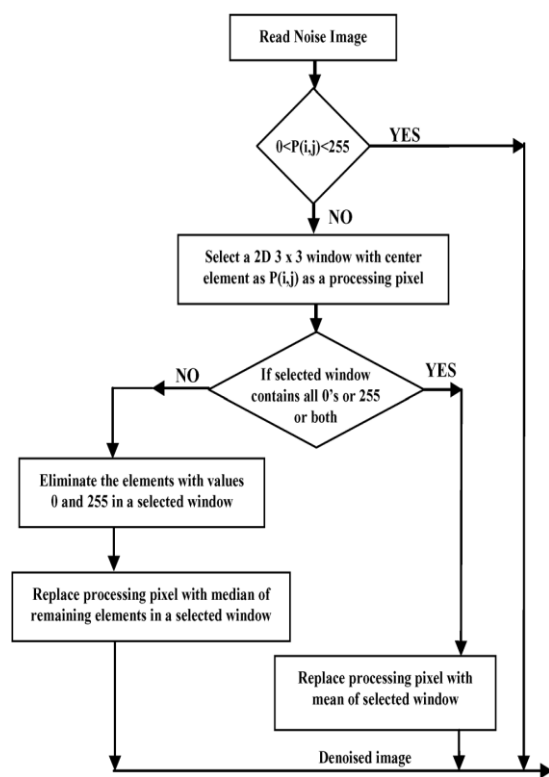 Read Noise Image
0<P(i,j)<255
YES
NO
Select a 2D 3 x 3 window with center
element as P(i,j) as a processing pixel
NO
YES
If selected window
contains all 0's or 255
or both
Eliminate the elements with values
0 and 255 in a selected window
Replace processing pixel with median of
remaining elements in a selected window
Replace processing pixel with
mean of selected window
Denoised image